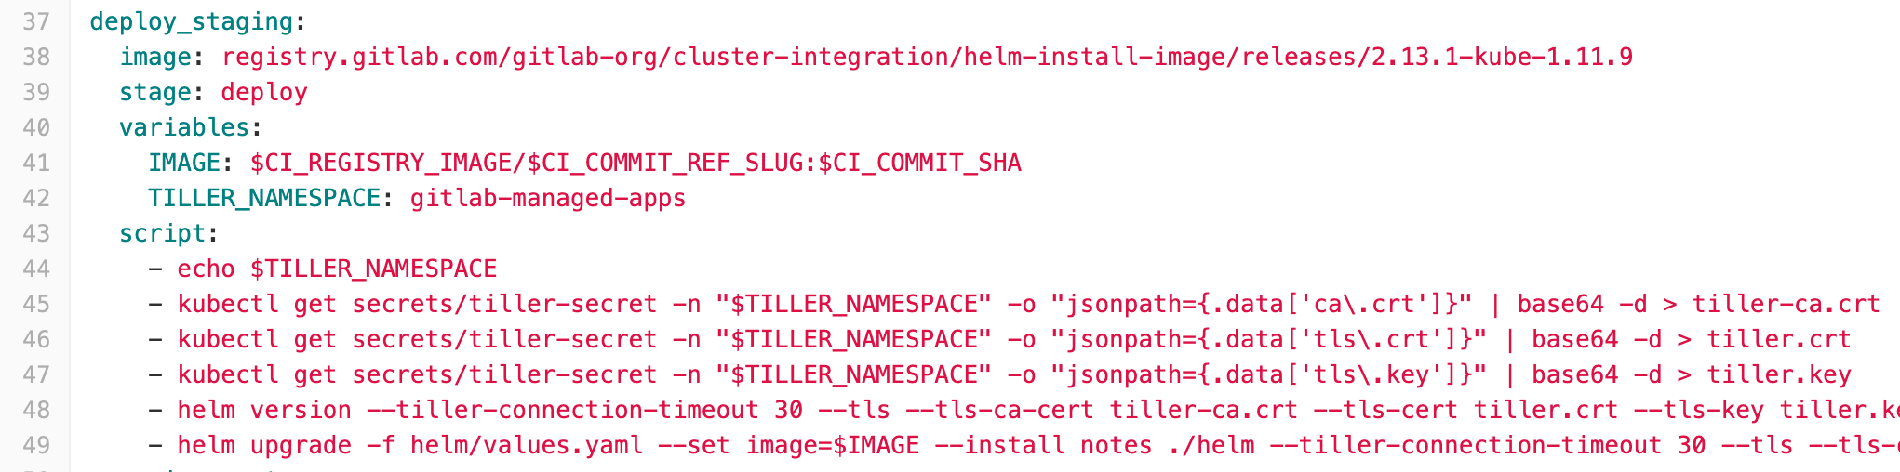 37 deploy_staging:
38 image: registry.gitlab.com/gitlab-org/cluster-integration/helm-install-image/releases/2.13.1-kube-1.11.9
39 stage: deploy
40 variables:
41 IMAGE: $CI_REGISTRY_IMAGE/$CI_COMMIT_REF_SLUG:$CI_COMMIT_SHA
42 TILLER_NAMESPACE: gitlab-managed-apps
43 script:
44 - echo $TILLER_NAMESPACE
45 - kubectl get secrets/tiller-secret -n "$TILLER_NAMESPACE" -o "jsonpath={.data['ca\.crt']}" | base64 -d > tiller-ca.crt
46 - kubectl get secrets/tiller-secret -n "$TILLER_NAMESPACE" -o "jsonpath={.data['tls\.crt']}" | base64 -d > tiller.crt
47 - kubectl get secrets/tiller-secret -n "$TILLER_NAMESPACE" -o "jsonpath={.data['tls\.key']}" | base64 -d > tiller.key
48 - helm version --tiller-connection-timeout 30 --tls --tls-ca-cert tiller-ca.crt --tls-cert tiller.crt --tls-key
49 - helm upgrade -f helm/values.yaml --set image=$IMAGE --install notes ./helm --tiller-connection-timeout 30 --tls